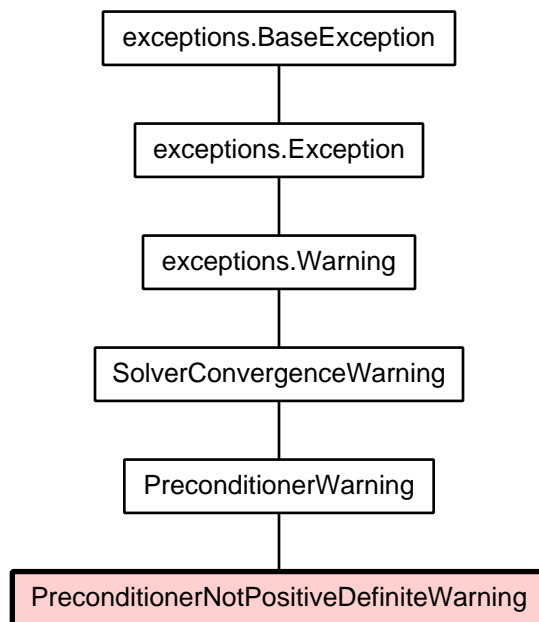 exceptions.BaseException
exceptions.Exception
exceptions.Warning
SolverConvergenceWarning
PreconditionerWarning
PreconditionerNotPositiveDefiniteWarning